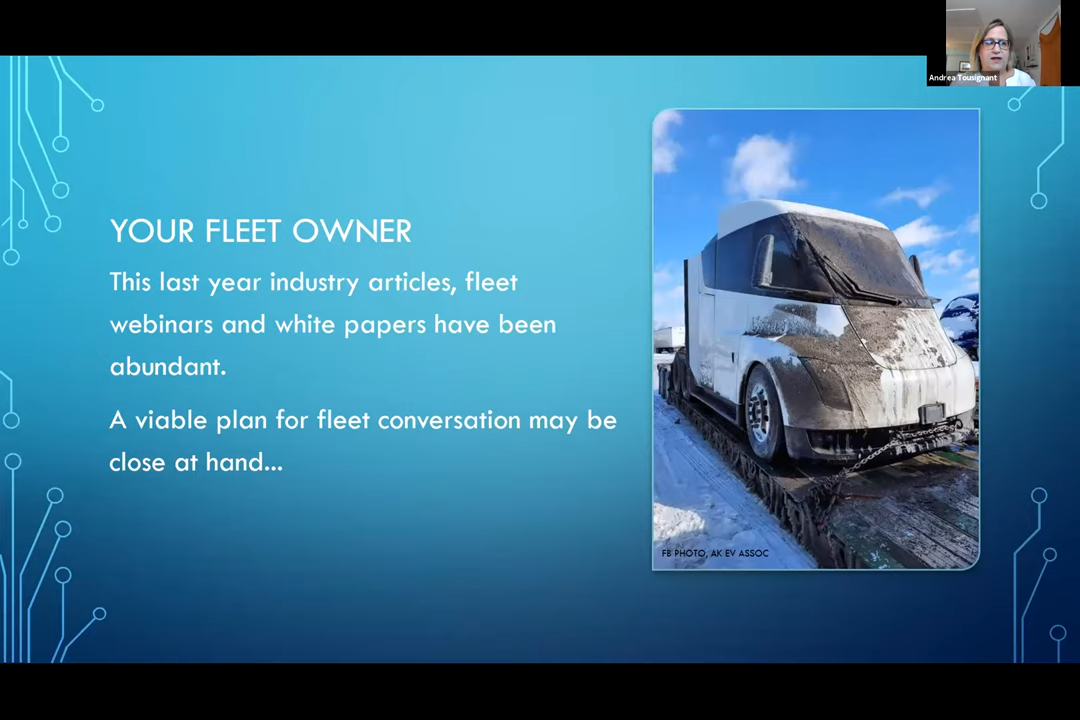 Andrea Tousignant
YOUR FLEET OWNER
This last year industry articles, fleet
webinars and white papers have been
abundant.
A viable plan for fleet conversation may be
close at hand...
FB PHOTO, AK EV ASSOC